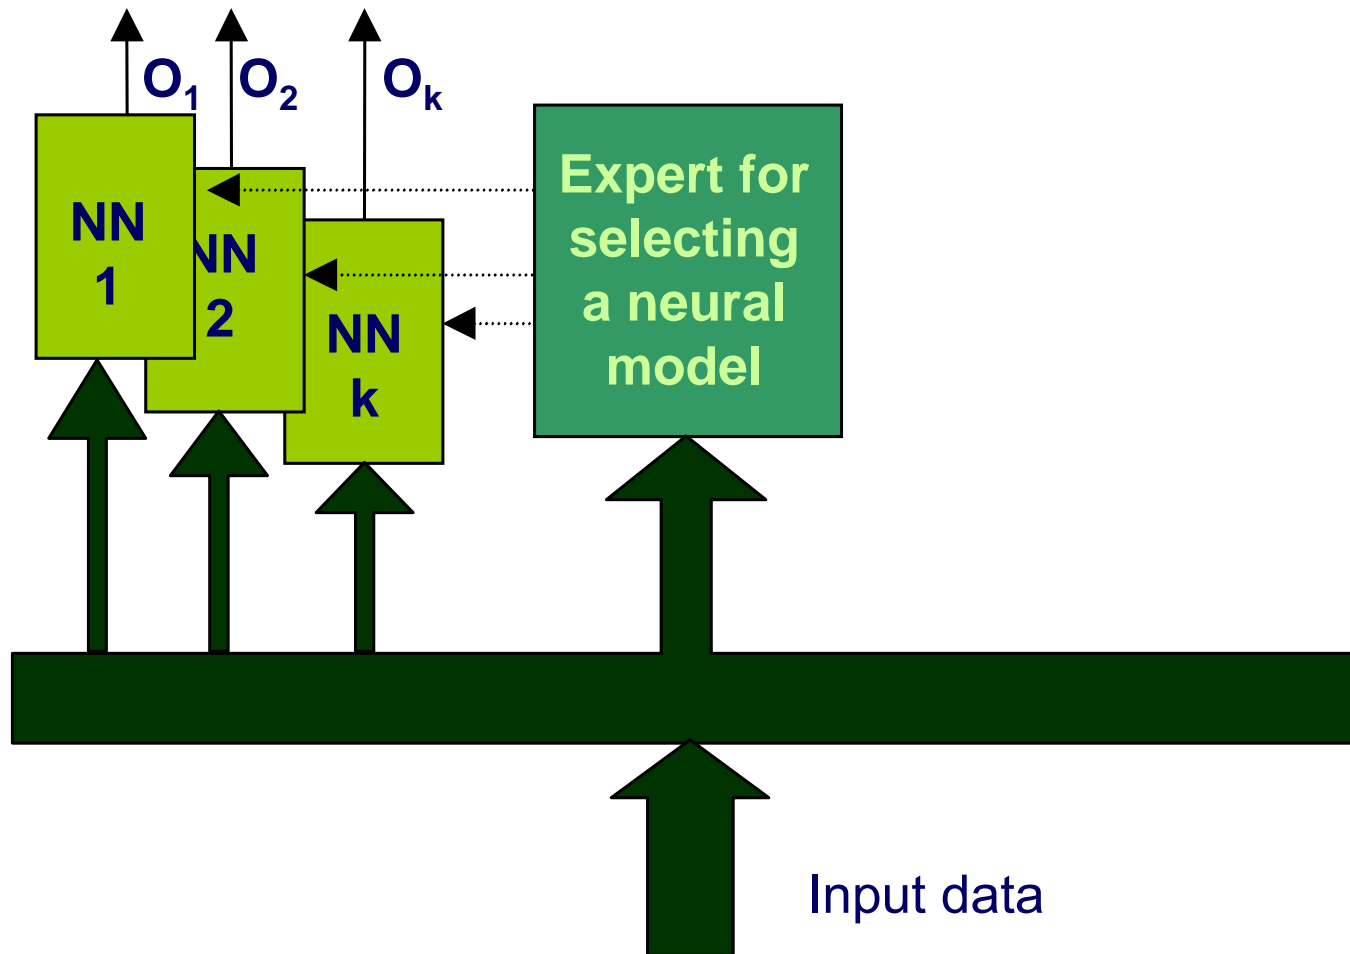 O1 O2 Ok
NN
1
NN
2
NN
k
Expert for
selecting
a neural
model
Input data